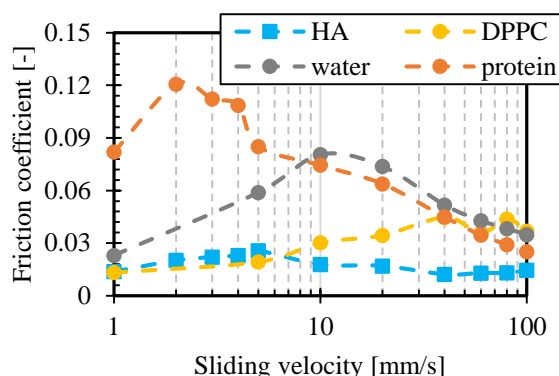 HA DPPC
water protein
Friction coefficient [-]
0.15
0.12
0.09
0.06
0.03
0
1 10 100
Sliding velocity [mm/s]